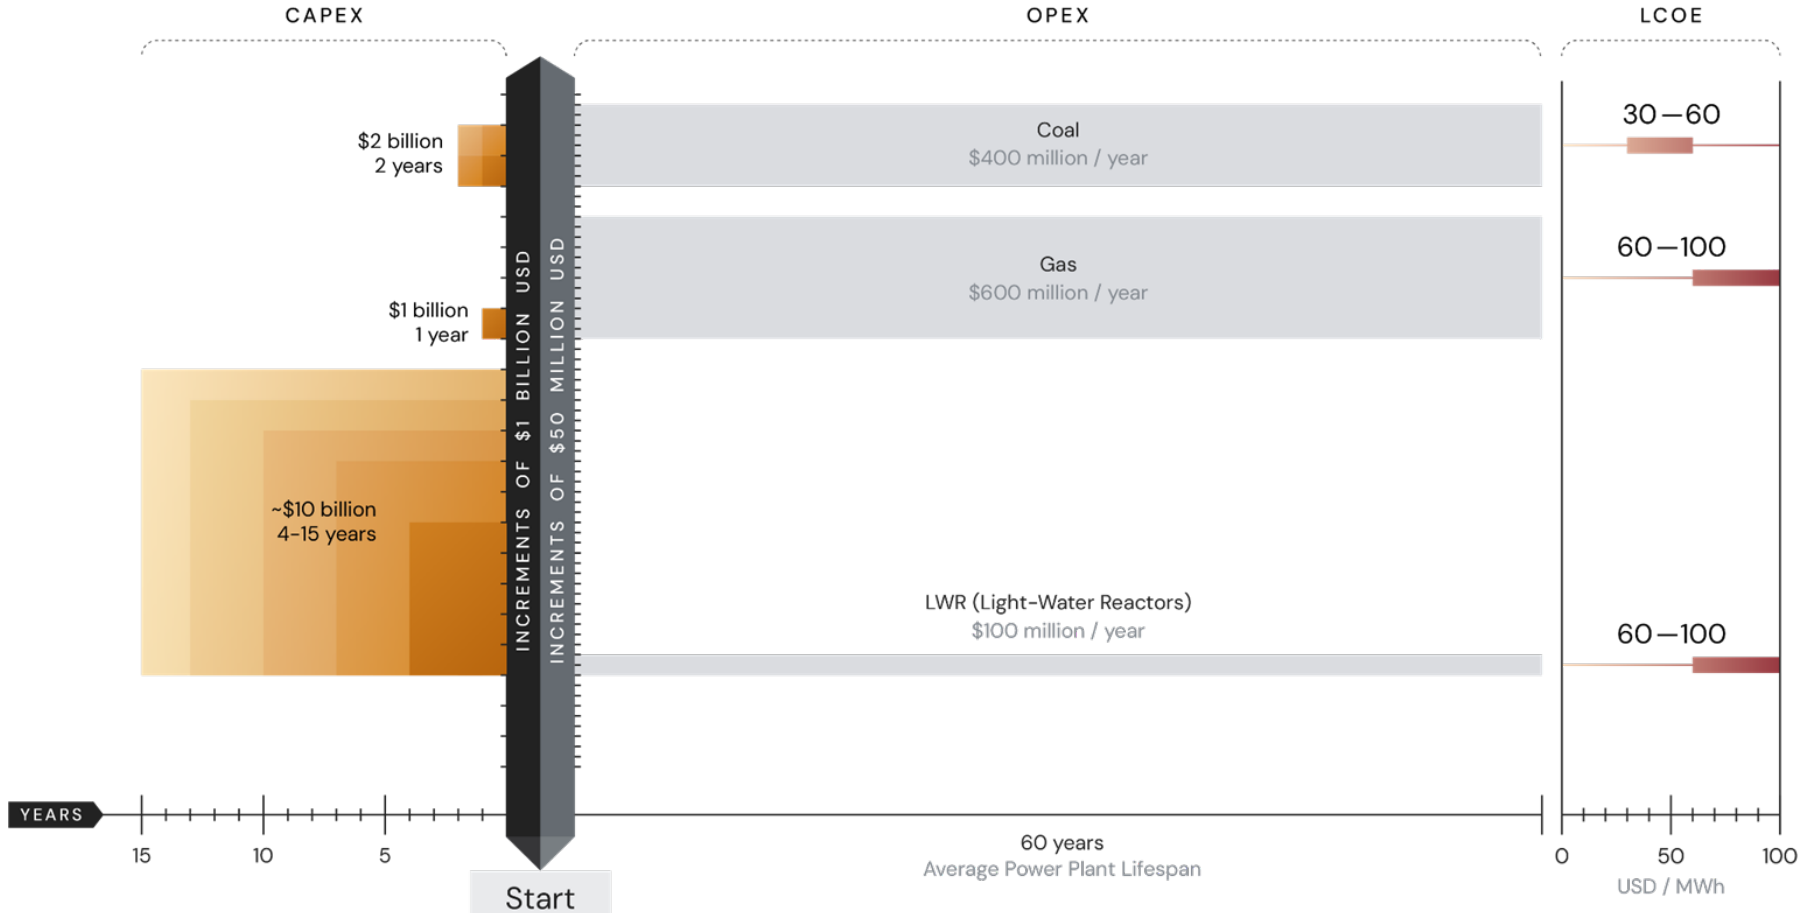 CAPEX
OPEX
LCOE
$2 billion
2 years
Coal
$400 million / year
30—60
Gas
$600 million / year
60—100
$1 billion
1 year
INCREMENTS OF $1 BILLION USD
INCREMENTS OF $50 MILLION USD
~$10 billion
4-15 years
LWR (Light-Water Reactors)
$100 million / year
60—100
YEARS
15
10
5
60 years
Average Power Plant Lifespan
0
50
100
USD / MWh
Start